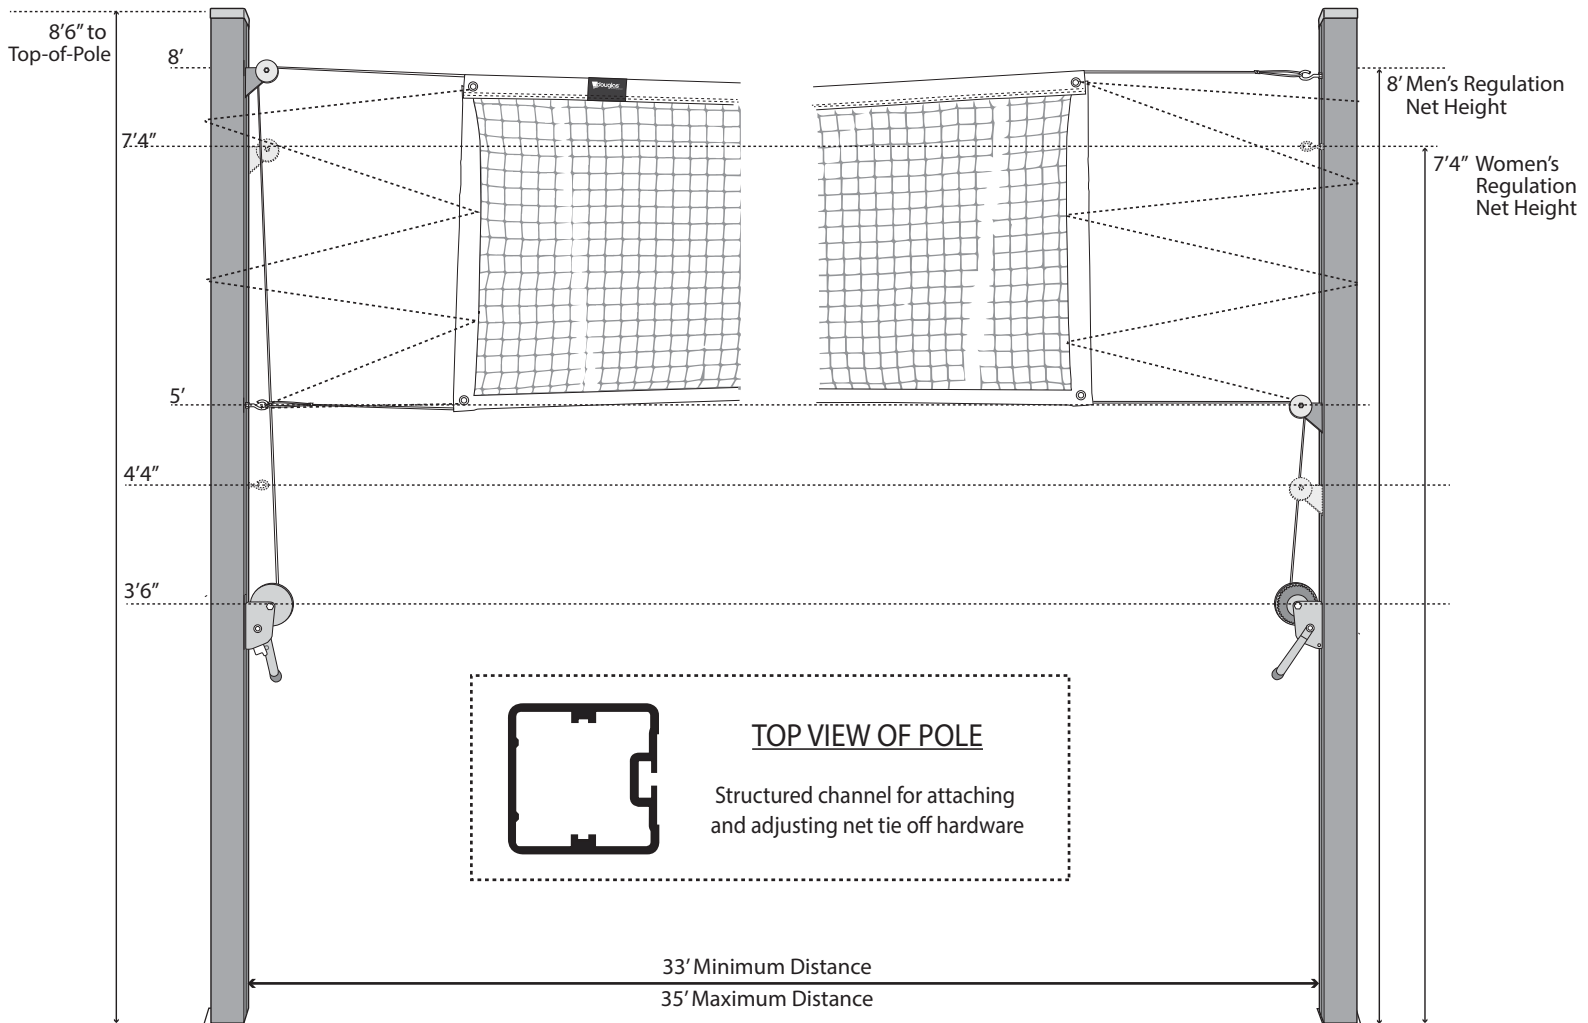 8’6” to
Top-of-Pole
8’
7’4”
5’
4’4”
3’6”
Douglas
8’ Men’s Regulation
Net Height
7’4” Women’s
Regulation
Net Height
TOP VIEW OF POLE
Structured channel for attaching
and adjusting net tie off hardware
33’ Minimum Distance
35’ Maximum Distance